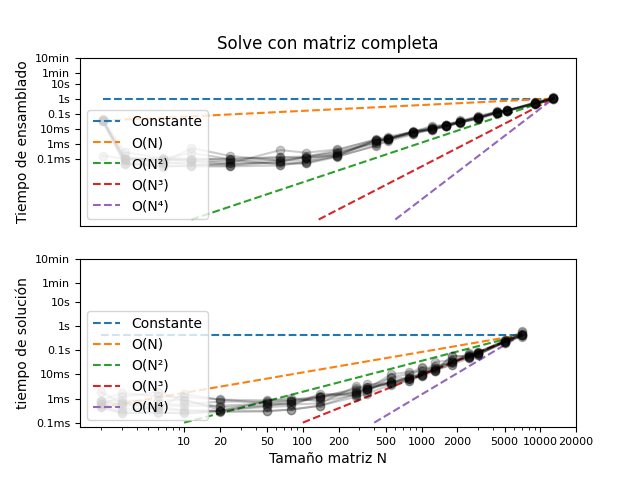 Solve con matriz completa
Tiempo de ensamblado
10min
1min
10s
1s
0.1s
10ms
1ms
0.1ms
Constante
O(N)
O(N²)
O(N³)
O(N⁴)
tiempo de solución
10min
1min
10s
1s
0.1s
10ms
1ms
0.1ms
Constante
O(N)
O(N²)
O(N³)
O(N⁴)
10 20 50 100 200 500 1000 2000 5000 10000 20000
Tamaño matriz N